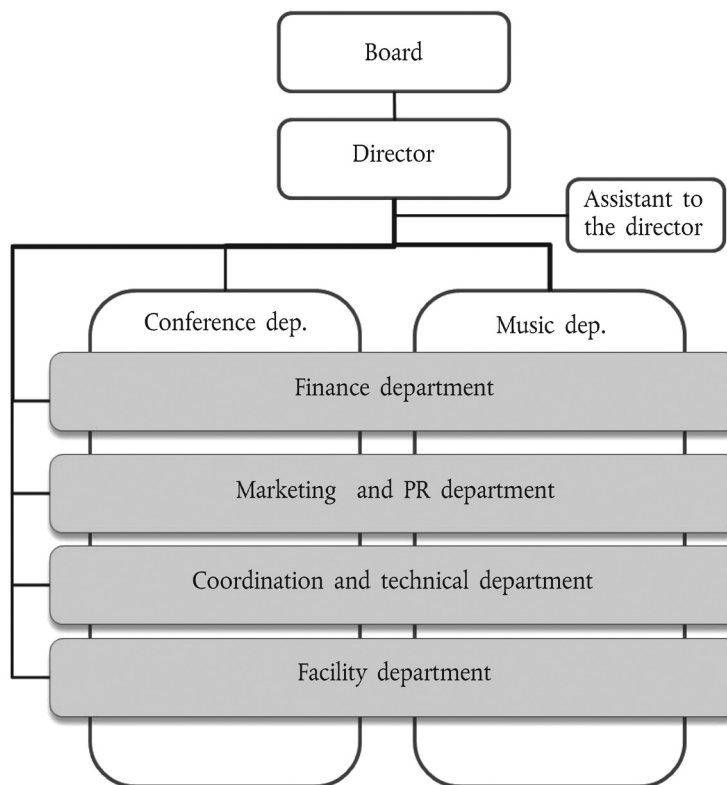 Board
Director
Assistant to
the director
Conference dep.
Music dep.
Finance department
Marketing and PR department
Coordination and technical department
Facility department